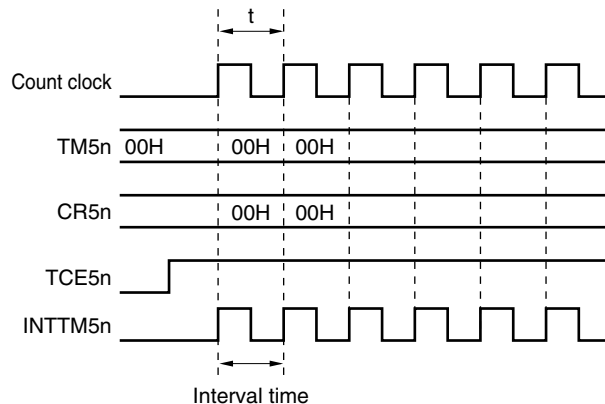 t
Count clock
TM5n 00H 00H 00H
CR5n 00H 00H
TCE5n
INTTM5n
Interval time